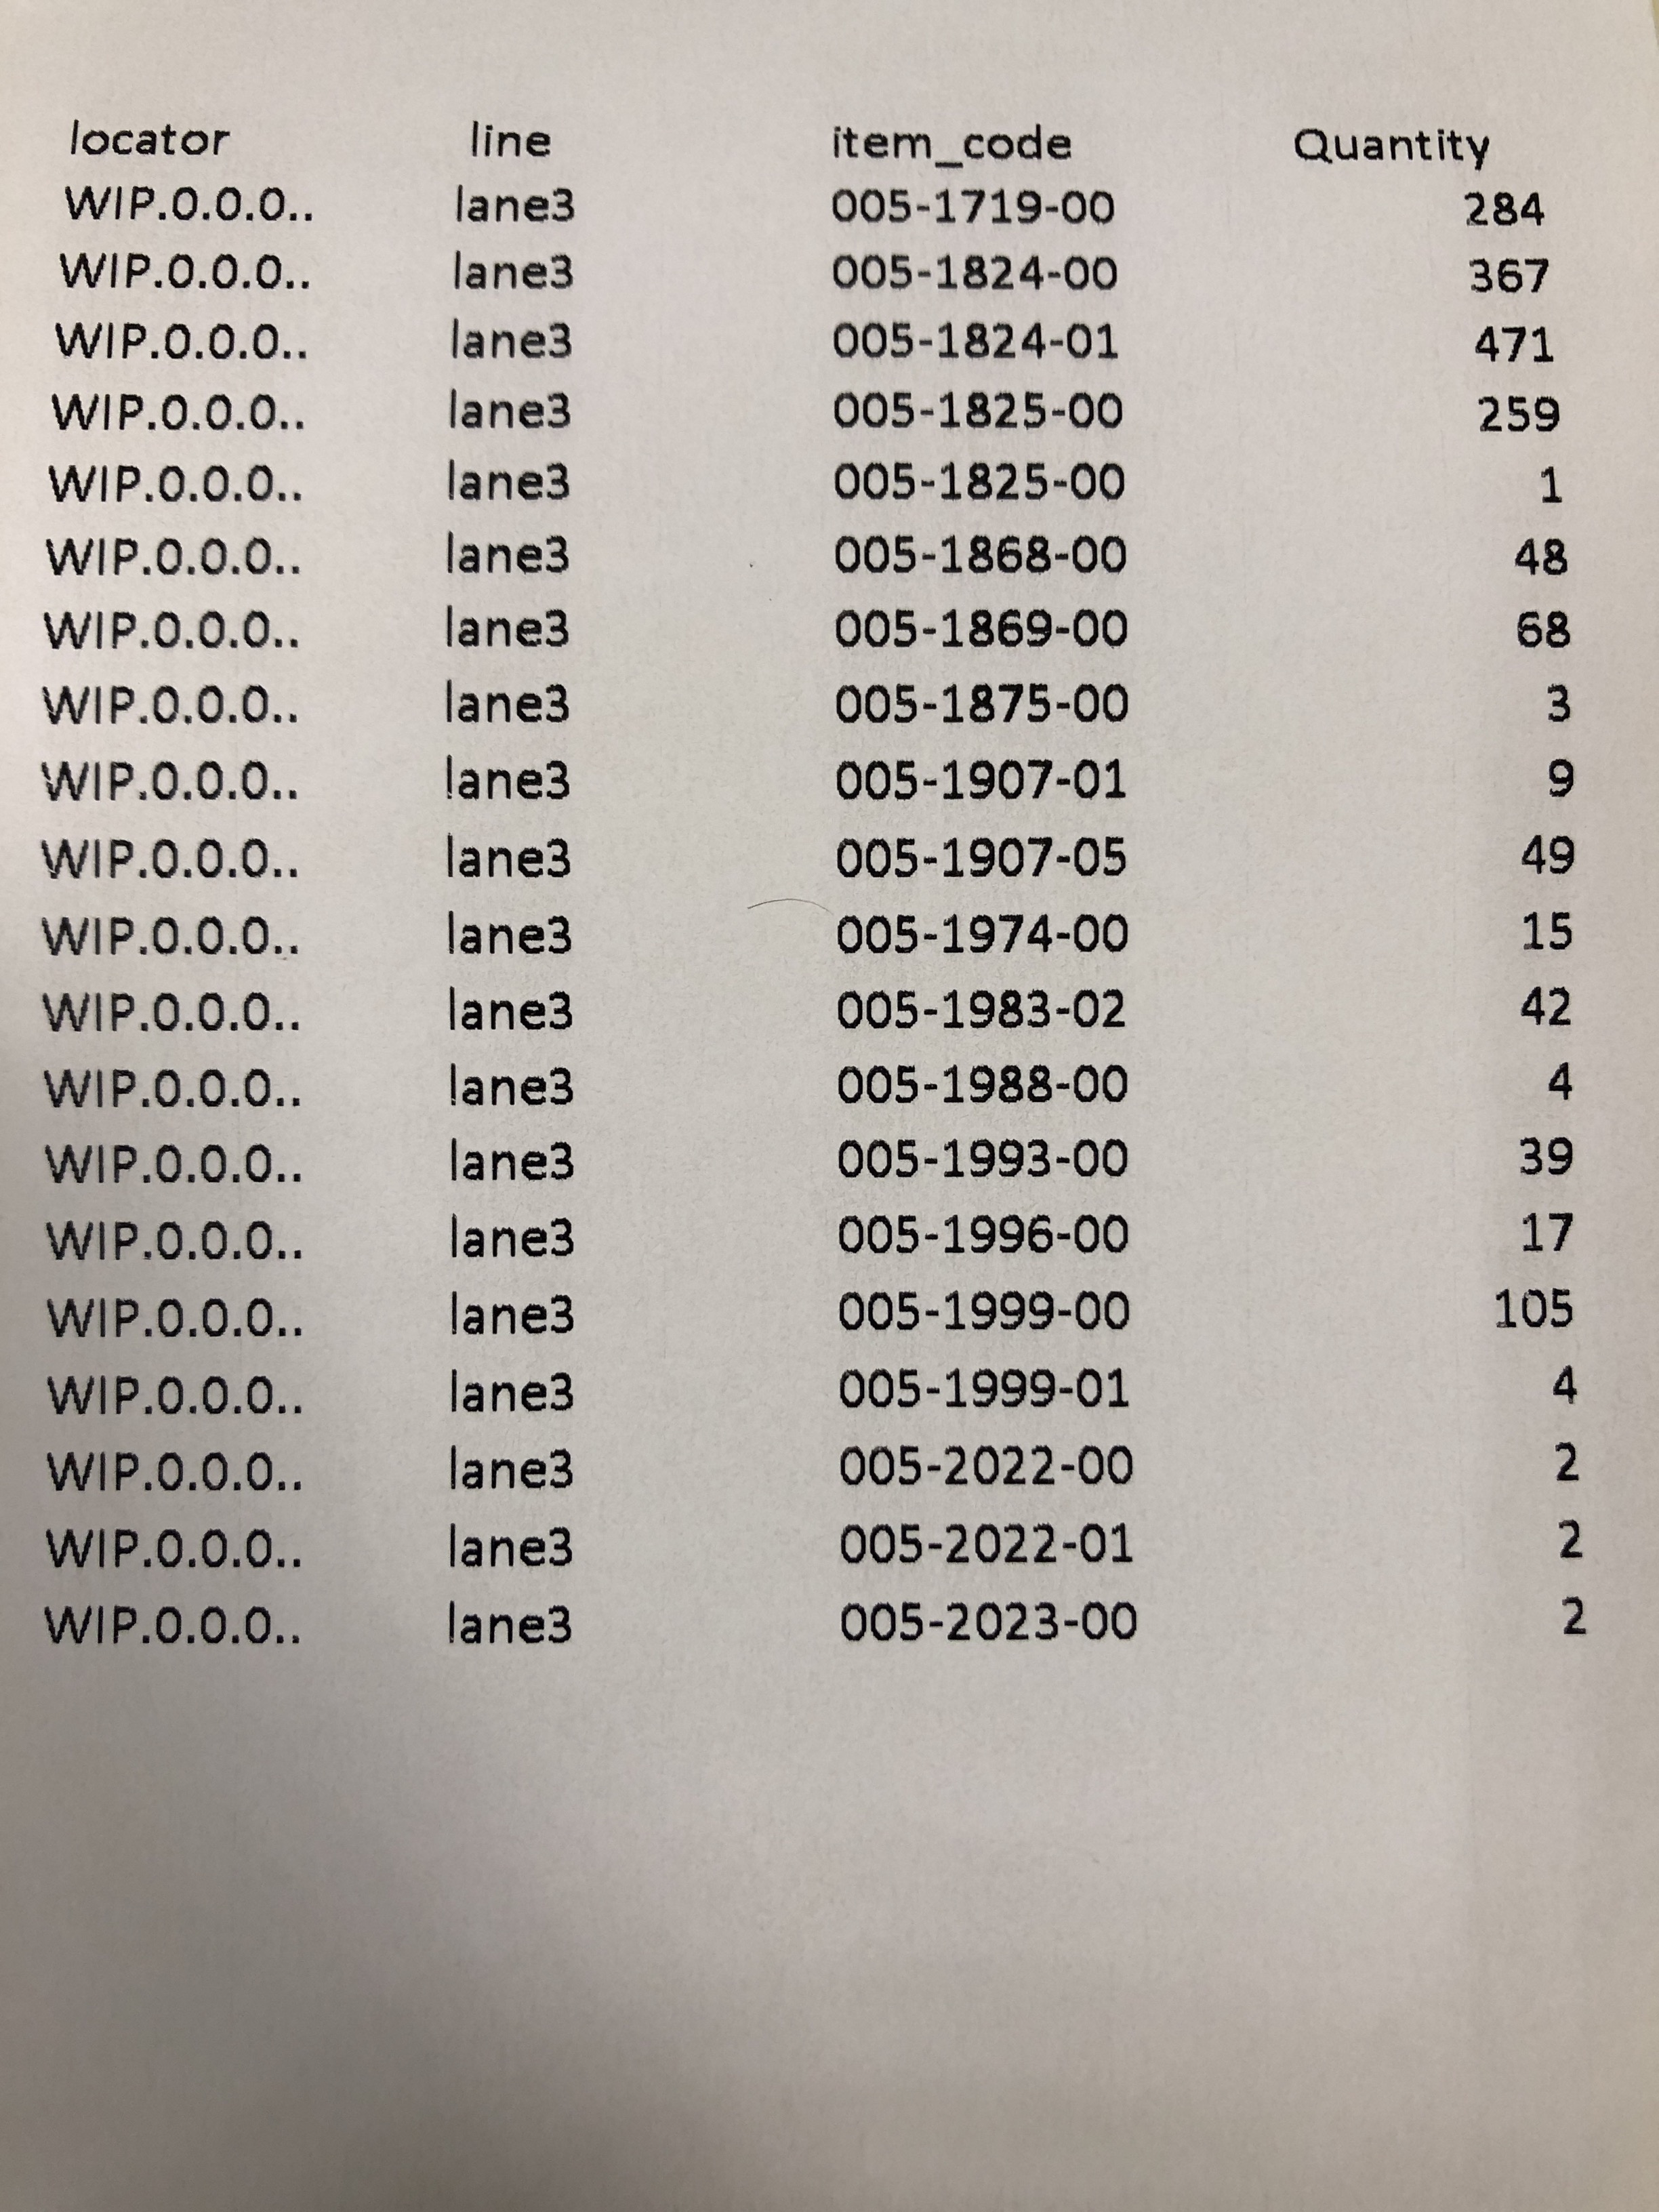 locator line item_code Quantity
WIP.0.0.0.. lane3 005-1719-00 284
WIP.0.0.0.. lane3 005-1824-00 367
WIP.0.0.0.. lane3 005-1824-01 471
WIP.0.0.0.. lane3 005-1825-00 259
WIP.0.0.0.. lane3 005-1825-00 1
WIP.0.0.0.. lane3 005-1868-00 48
WIP.0.0.0.. lane3 005-1869-00 68
WIP.0.0.0.. lane3 005-1875-00 3
WIP.0.0.0.. lane3 005-1907-01 9
WIP.0.0.0.. lane3 005-1907-05 49
WIP.0.0.0.. lane3 005-1974-00 15
WIP.0.0.0.. lane3 005-1983-02 42
WIP.0.0.0.. lane3 005-1988-00 4
WIP.0.0.0.. lane3 005-1993-00 39
WIP.0.0.0.. lane3 005-1996-00 17
WIP.0.0.0.. lane3 005-1999-00 105
WIP.0.0.0.. lane3 005-1999-01 4
WIP.0.0.0.. lane3 005-2022-00 2
WIP.0.0.0.. lane3 005-2022-01 2
WIP.0.0.0.. lane3 005-2023-00 2